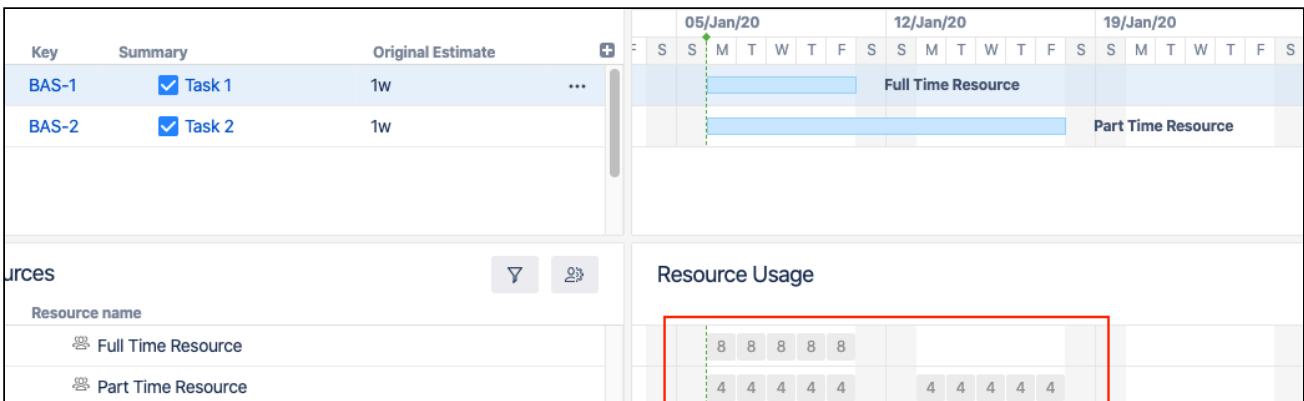 05/Jan/20 12/Jan/20 19/Jan/20
Key Summary Original Estimate F S S M T W T F S S M T W T F S S M T W T F S
BAS-1 Task 1 1w ... Full Time Resource
BAS-2 Task 2 1w Part Time Resource
urces Resource Usage
Resource name
Full Time Resource 8 8 8 8 8
Part Time Resource 4 4 4 4 4 4 4 4 4 4